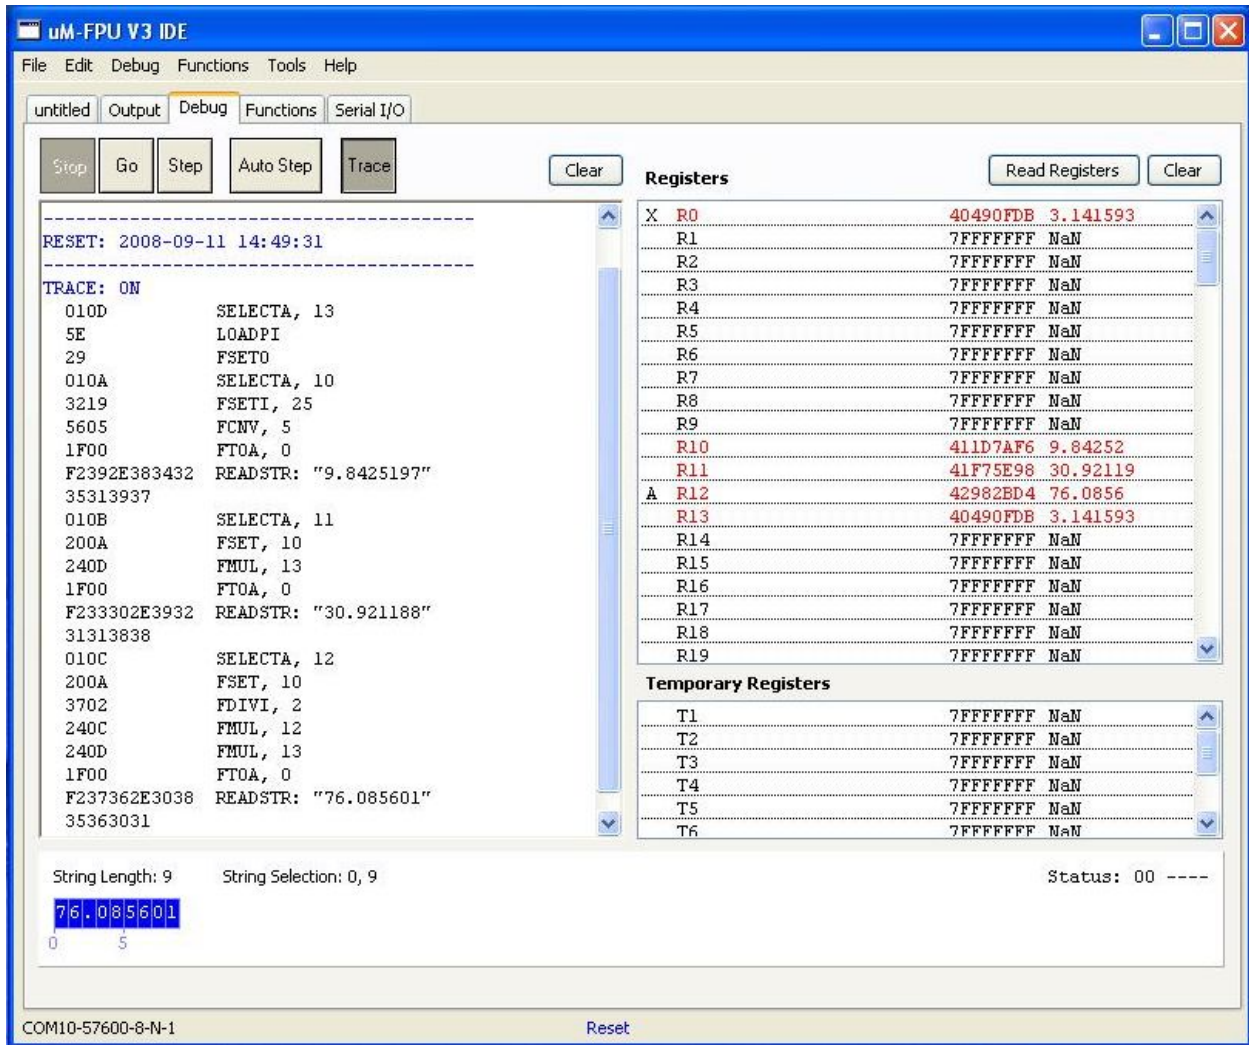 uM-FPU V3 IDE
File Edit Debug Functions Tools Help
untitled Output Debug Functions Serial I/O
Stop Go Step Auto Step Trace Clear
----------------------------------------
RESET: 2008-09-11 14:49:31
----------------------------------------
TRACE: ON
010D SELECTA, 13
5E LOADPI
29 FSET0
010A SELECTA, 10
3219 FSETI, 25
5605 FCNV, 5
1F00 FTOA, 0
F2392E383432 READSTR: "9.8425197"
35313937
010B SELECTA, 11
200A FSET, 10
240D FMUL, 13
1F00 FTOA, 0
F233302E3932 READSTR: "30.921188"
31313838
010C SELECTA, 12
200A FSET, 10
3702 FDIVI, 2
240C FMUL, 12
240D FMUL, 13
1F00 FTOA, 0
F237362E3038 READSTR: "76.085601"
35363031
Registers Read Registers Clear
X R0 40490FDB 3.141593
R1 7FFFFFFF NaN
R2 7FFFFFFF NaN
R3 7FFFFFFF NaN
R4 7FFFFFFF NaN
R5 7FFFFFFF NaN
R6 7FFFFFFF NaN
R7 7FFFFFFF NaN
R8 7FFFFFFF NaN
R9 7FFFFFFF NaN
R10 411D7AF6 9.84252
R11 41F75E98 30.92119
A R12 42982BD4 76.0856
R13 40490FDB 3.141593
R14 7FFFFFFF NaN
R15 7FFFFFFF NaN
R16 7FFFFFFF NaN
R17 7FFFFFFF NaN
R18 7FFFFFFF NaN
R19 7FFFFFFF NaN
Temporary Registers
T1 7FFFFFFF NaN
T2 7FFFFFFF NaN
T3 7FFFFFFF NaN
T4 7FFFFFFF NaN
T5 7FFFFFFF NaN
T6 7FFFFFFF NaN
String Length: 9 String Selection: 0, 9 Status: 00 ----
76.085601
0 5
COM10-57600-8-N-1 Reset